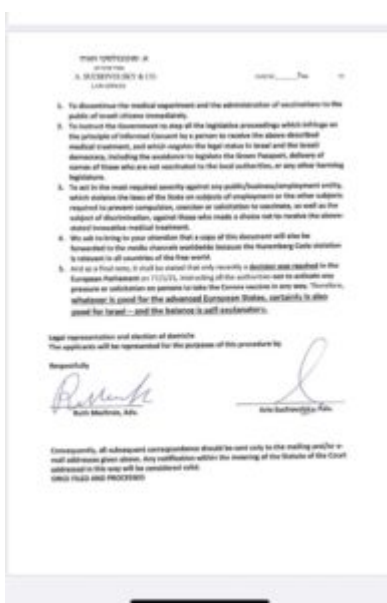 A. SUCHOVOLSKY & CO.
LAW OFFICES
1. To discontinue the medical experiment and the administration of vaccinations to the
public of Israel citizens immediately.
2. To instruct the Government to stop all the legislative proceedings which infringe on
the principle of Informed Consent by a person to receive the above described
medical treatment, and which negates the legal status in Israel and the Israeli
democracy, including the avoidance to legislate the Green Passport, delivery of
names of those who are not vaccinated to the local authorities, or any other harming
legislature.
3. To act in the most required severity against any public/business/employment entity,
which violates the laws of the State on subjects of employment or the other subjects
required to prevent compulsion, coercion or solicitation to vaccinate, as well as the
subject of discrimination, against those who made a choice not to receive the above-
stated innovative medical treatment.
4. We ask to bring to your attention that a copy of this document will also be
forwarded to the media channels worldwide because the Nuremberg Code violation
is relevant in all countries of the free world.
5. And as a final note, it shall be stated that only recently a decision was reached in the
European Parliament on instructing all the authorities not to activate any
pressure or solicitation on persons to take the Corona vaccine in any way. Therefore,
whatever is good for the advanced European States, certainly is also
good for Israel – and the balance is self-explanatory.
Legal representation and election of domicile
The applicants will be represented for the purposes of this procedure by
Respectfully
Ruth Machnes, Adv.
Arie Suchovolsky, Adv.
Consequently, all subsequent correspondence should be sent only to the mailing and/or e-
mail addresses given above. Any notification within the meaning of the Statute of the Court
addressed in this way will be considered valid.
ONCE FILED AND PROCEEDED